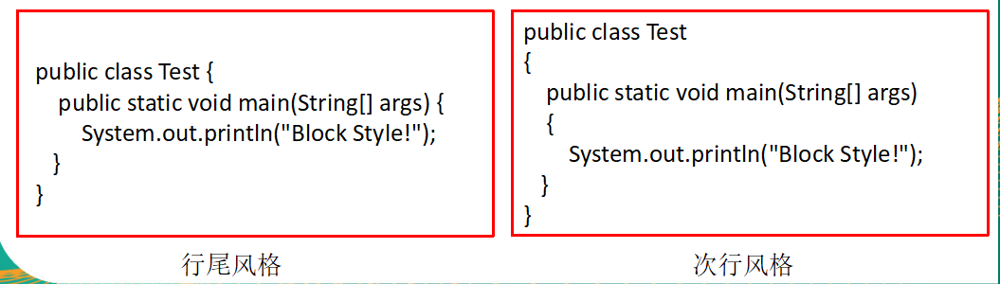 public class Test {
public static void main(String[] args) {
System.out.println("Block Style!");
}
}
行尾风格
public class Test
{
public static void main(String[] args)
{
System.out.println("Block Style!");
}
}
次行风格